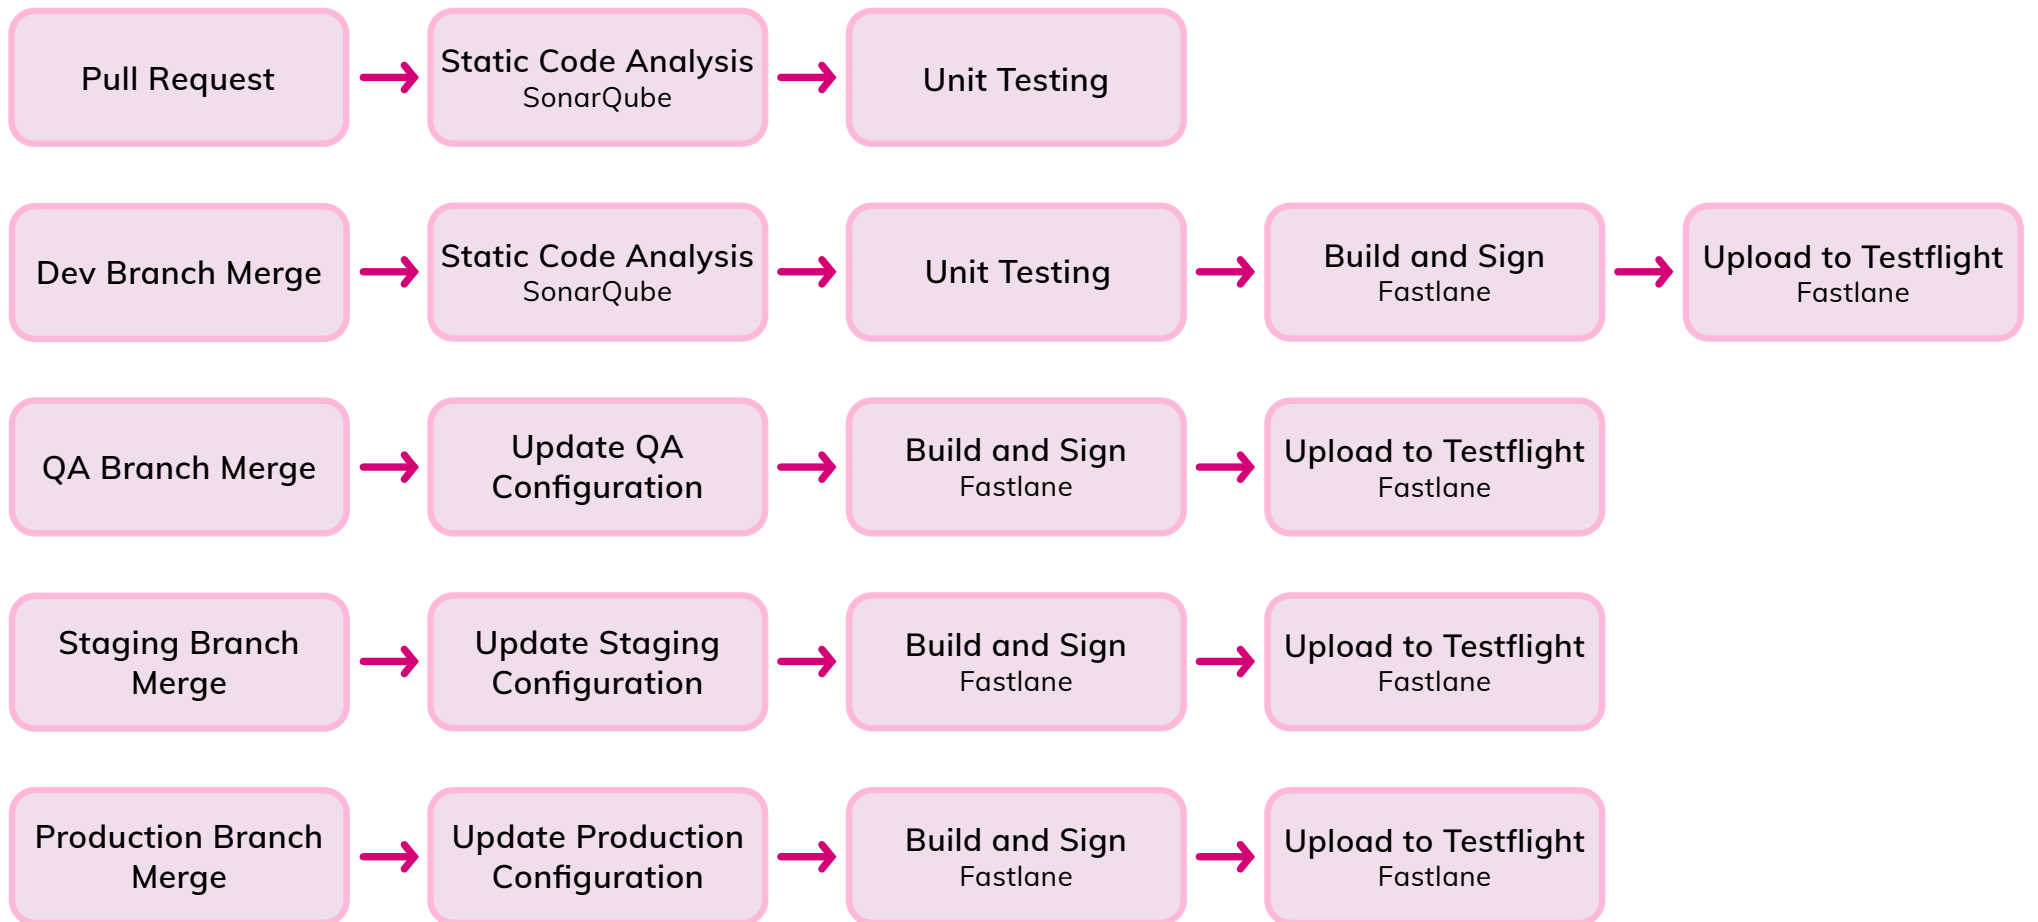 Pull Request
Static Code Analysis
SonarQube
Unit Testing
Dev Branch Merge
Static Code Analysis
SonarQube
Unit Testing
Build and Sign
Fastlane
Upload to Testflight
Fastlane
QA Branch Merge
Update QA
Configuration
Build and Sign
Fastlane
Upload to Testflight
Fastlane
Staging Branch
Merge
Update Staging
Configuration
Build and Sign
Fastlane
Upload to Testflight
Fastlane
Production Branch
Merge
Update Production
Configuration
Build and Sign
Fastlane
Upload to Testflight
Fastlane